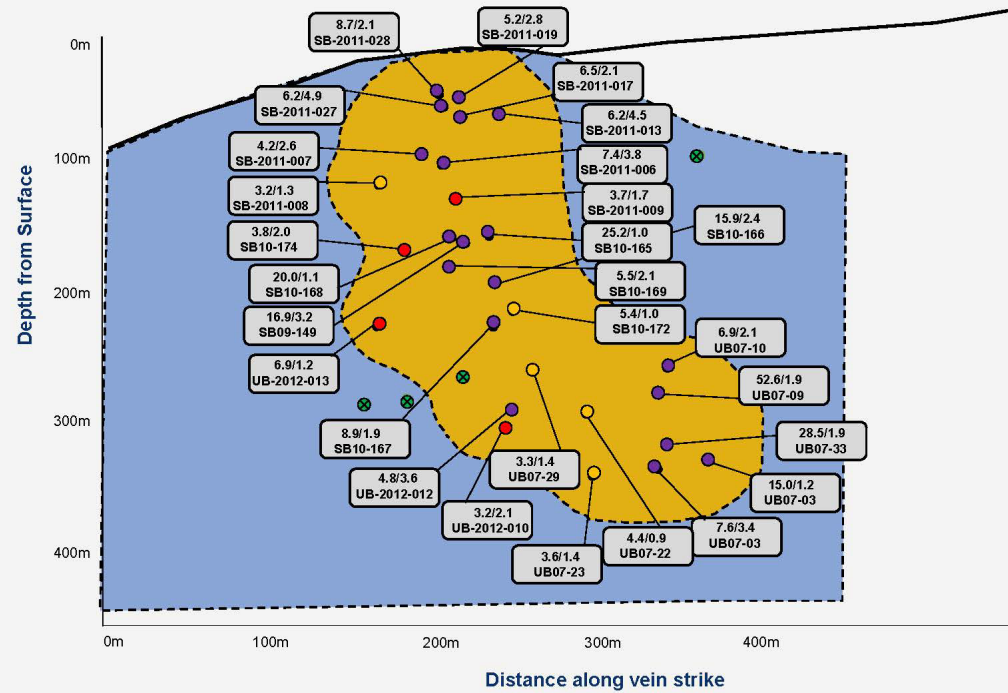 8.7/2.1
SB-2011-028
5.2/2.8
SB-2011-019
0m
6.5/2.1
SB-2011-017
6.2/4.9
SB-2011-027
6.2/4.5
SB-2011-013
4.2/2.6
SB-2011-007
7.4/3.8
SB-2011-006
100m
3.2/1.3
SB-2011-008
3.7/1.7
SB-2011-009
15.9/2.4
SB10-166
3.8/2.0
SB10-174
25.2/1.0
SB10-165
20.0/1.1
SB10-168
5.5/2.1
SB10-169
200m
16.9/3.2
SB09-149
5.4/1.0
SB10-172
6.9/2.1
UB07-10
6.9/1.2
UB-2012-013
52.6/1.9
UB07-09
300m
8.9/1.9
SB10-167
28.5/1.9
UB07-33
3.3/1.4
UB07-29
4.8/3.6
UB-2012-012
15.0/1.2
UB07-03
3.2/2.1
UB-2012-010
7.6/3.4
UB07-03
4.4/0.9
UB07-22
3.6/1.4
UB07-23
400m
Depth from Surface
0m
100m
200m
300m
400m
Distance along vein strike